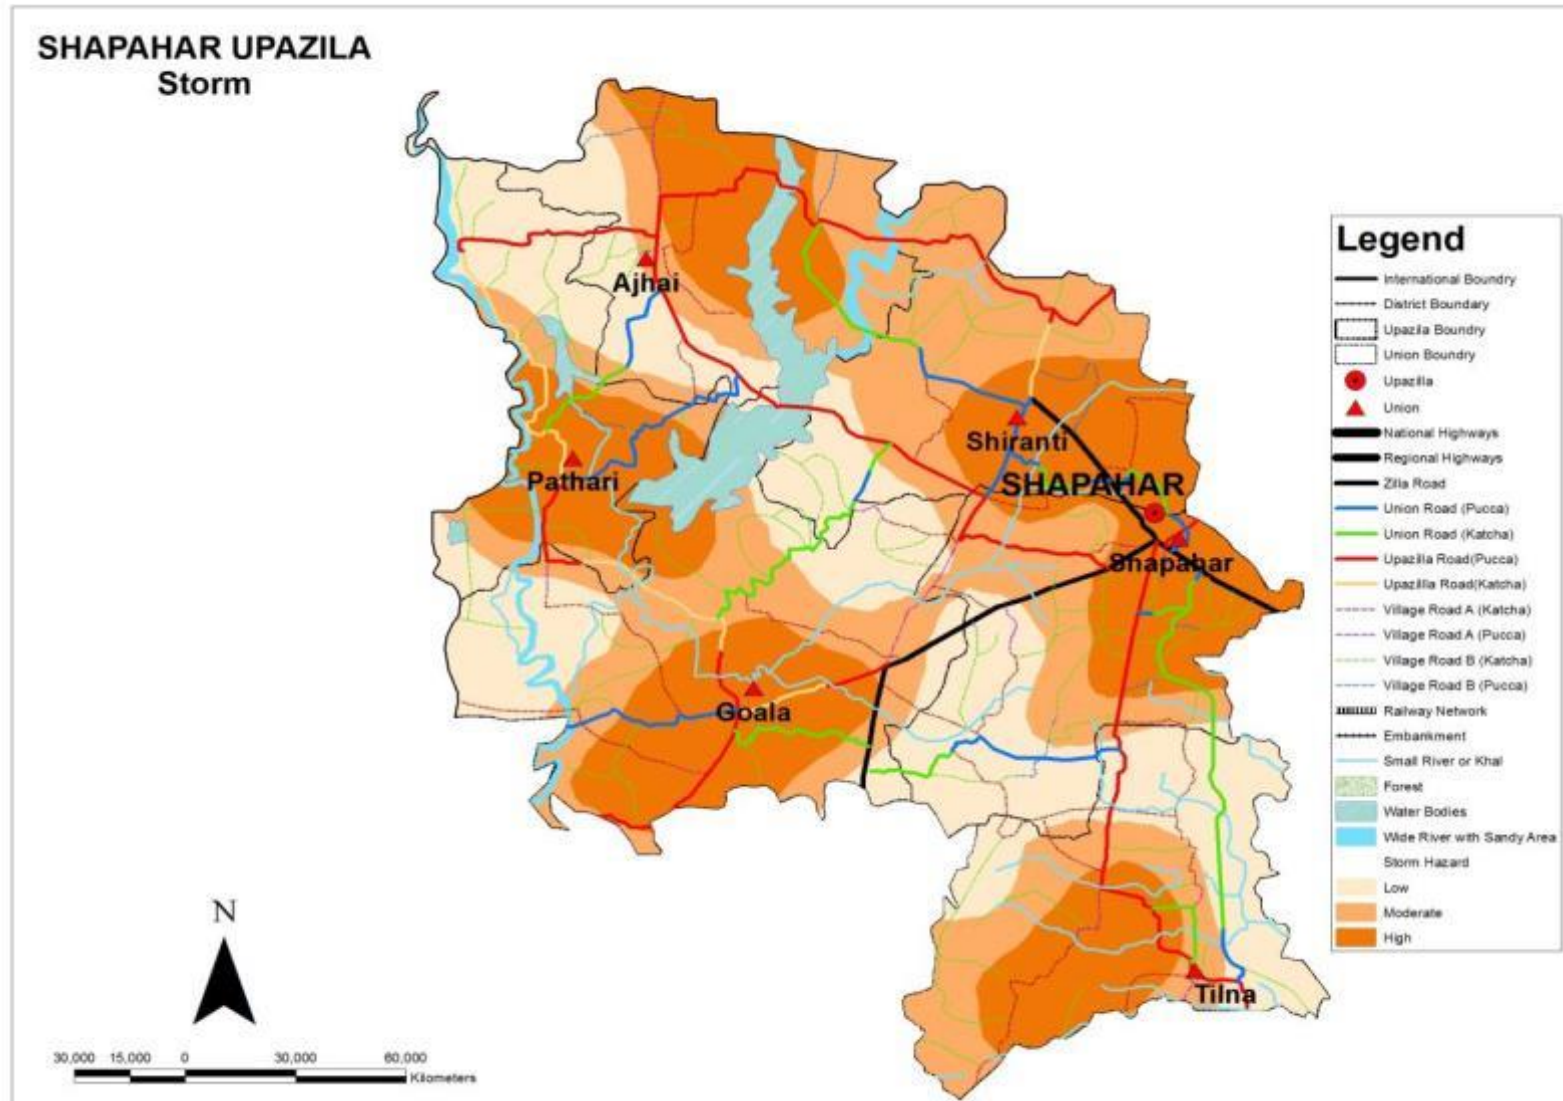 SHAPAHAR UPAZILA
Storm
Ajhai
Shiranti
SHAPAHAR
Pathari
Shapahar
Goala
Tilna
Legend
International Boundry
District Boundary
Upazila Boundry
Union Boundry
Upazilla
Union
National Highways
Regional Highways
Zilla Road
Union Road (Pucca)
Union Road (Katcha)
Upazilla Road(Pucca)
Upazillla Road(Katcha)
Village Road A (Katcha)
Village Road A (Pucca)
Village Road B (Katcha)
Village Road B (Pucca)
Railway Network
Embankment
Small River or Khal
Forest
Water Bodies
Wide River with Sandy Area
Storm Hazard
Low
Moderate
High
N
30,000 15,000 0 30,000 60,000
Kilometers